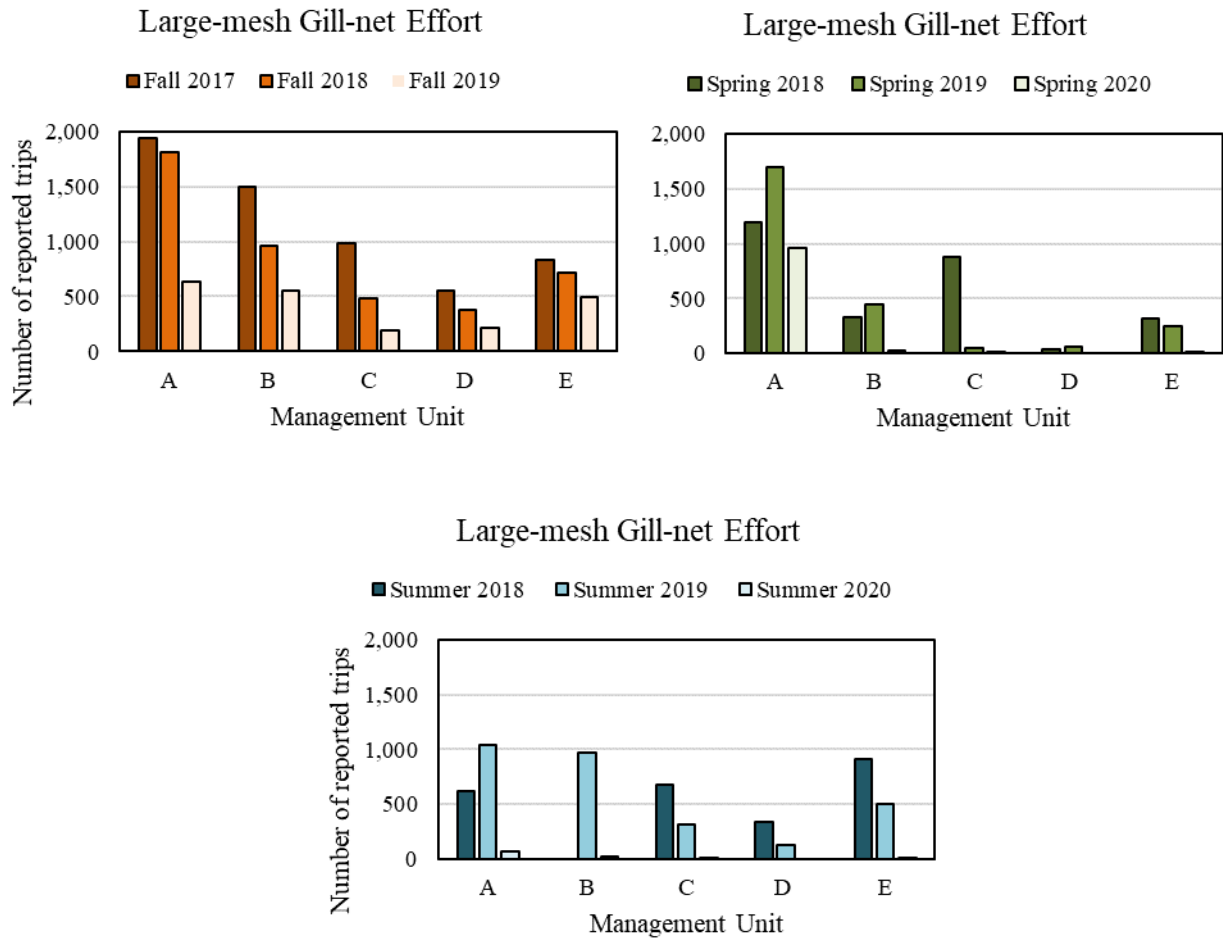 Large-mesh Gill-net Effort
Fall 2017 Fall 2018 Fall 2019
Number of reported trips
2,000
1,500
1,000
500
0
A B C D E
Management Unit
Large-mesh Gill-net Effort
Spring 2018 Spring 2019 Spring 2020
2,000
1,500
1,000
500
0
A B C D E
Management Unit
Large-mesh Gill-net Effort
Summer 2018 Summer 2019 Summer 2020
Number of reported trips
2,000
1,500
1,000
500
0
A B C D E
Management Unit